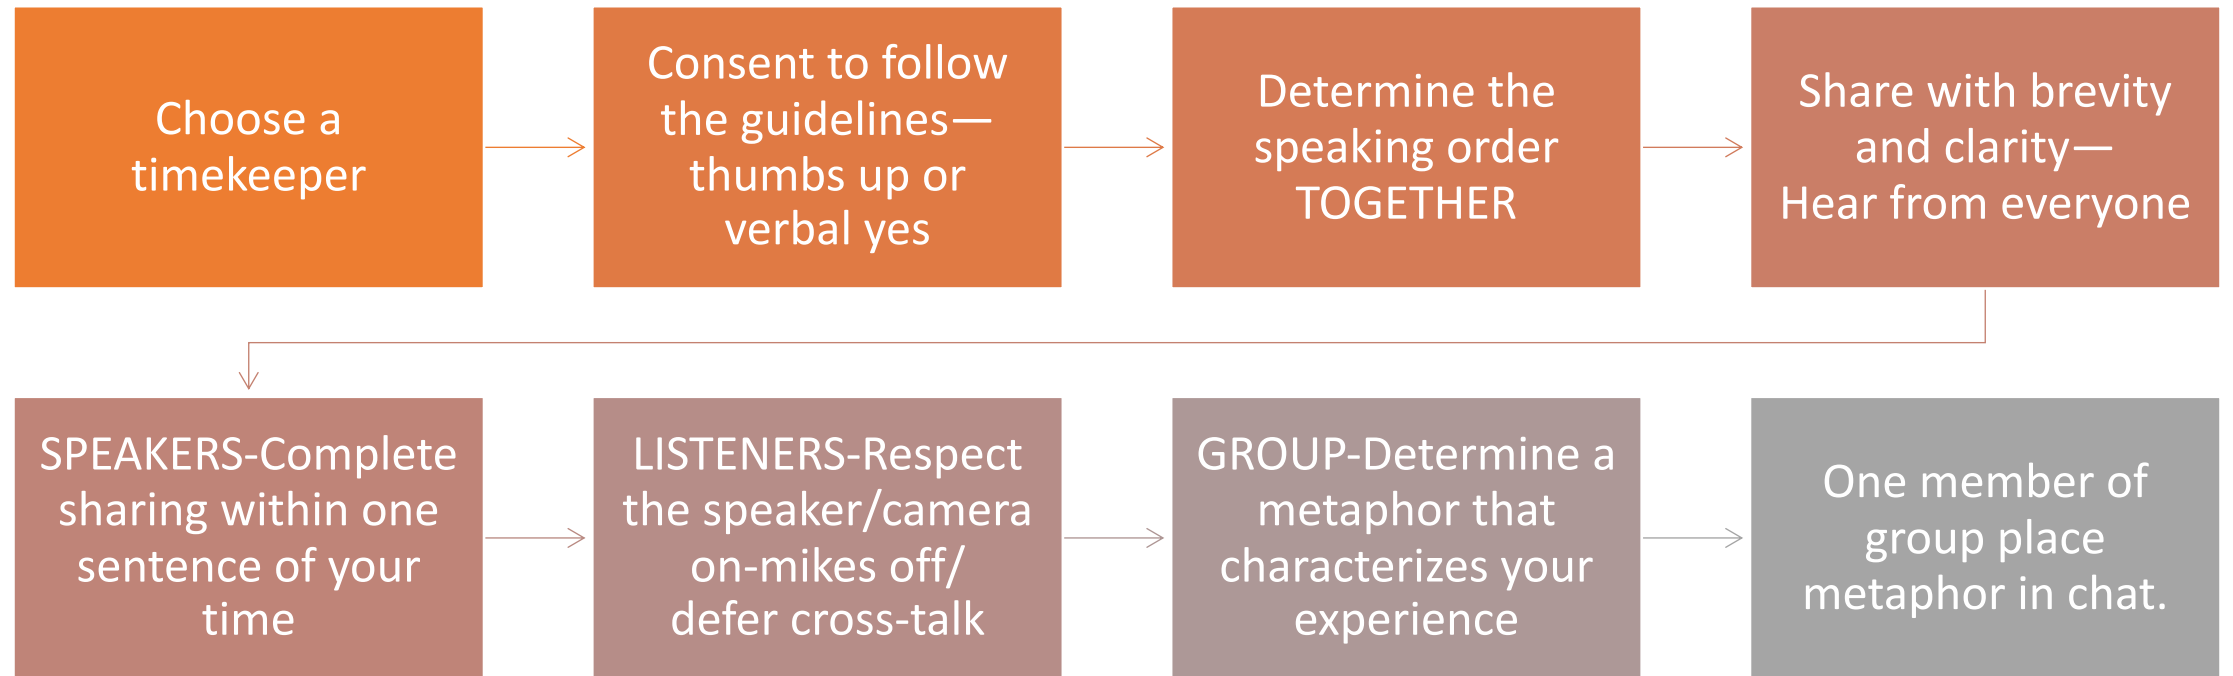 Choose a
timekeeper
Consent to follow
the guidelines—
thumbs up or
verbal yes
Determine the
speaking order
TOGETHER
Share with brevity
and clarity—
Hear from everyone
SPEAKERS-Complete
sharing within one
sentence of your
time
LISTENERS-Respect
the speaker/camera
on-mikes off/
defer cross-talk
GROUP-Determine a
metaphor that
characterizes your
experience
One member of
group place
metaphor in chat.